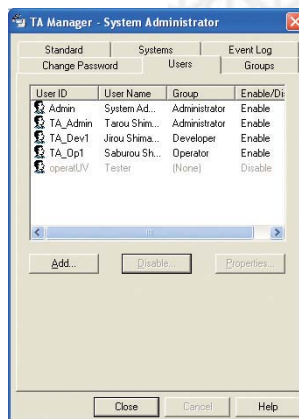 TA Manager - System Administrator
Standard Systems Event Log
Change Password Users Groups
User ID User Name Group Enable/Di
Admin System Ad... Administrator Enable
TA_Admin Tarou Shim... Administrator Enable
TA_Dev1 Jirou Shima... Developer Enable
TA_Op1 Saburou Sh... Operator Enable
operatUV Tester (None) Disable
Add... Disable... Properties...
Close Cancel Help